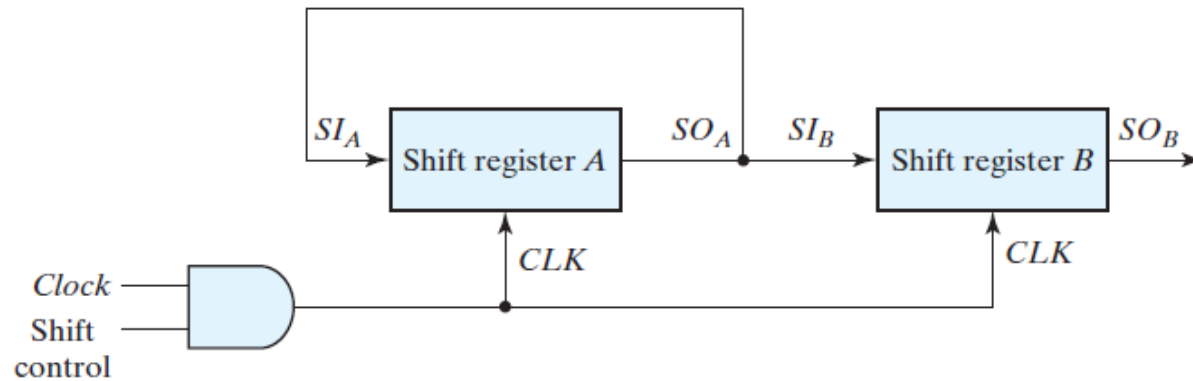 SI_A
Shift register A
SO_A
SI_B
Shift register B
SO_B
CLK
CLK
Clock
Shift
control